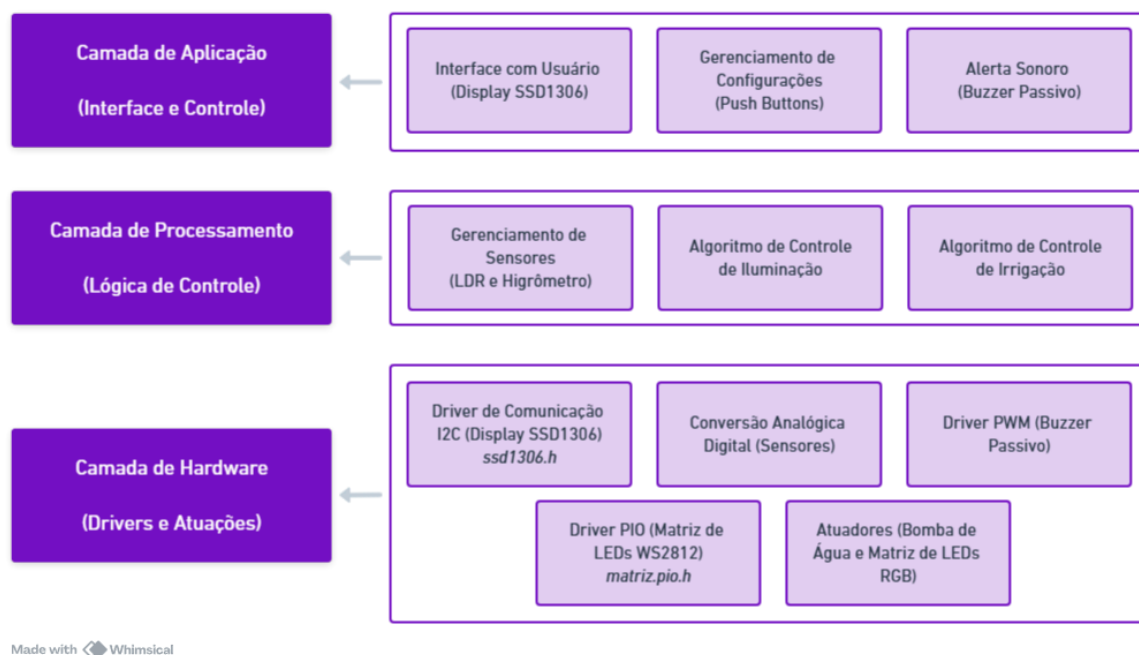 Camada de Aplicação
(Interface e Controle)
Interface com Usuário
(Display SSD1306)
Gerenciamento de
Configurações
(Push Buttons)
Alerta Sonoro
(Buzzer Passivo)
Camada de Processamento
(Lógica de Controle)
Gerenciamento de
Sensores
(LDR e Higrômetro)
Algoritmo de Controle
de Iluminação
Algoritmo de Controle
de Irrigação
Camada de Hardware
(Drivers e Atuações)
Driver de Comunicação
I2C (Display SSD1306)
ssd1306.h
Conversão Analógica
Digital (Sensores)
Driver PWM (Buzzer
Passivo)
Driver PIO (Matriz de
LEDs WS2812)
matriz.pio.h
Atuadores (Bomba de
Água e Matriz de LEDs
RGB)
Made with Whimsical